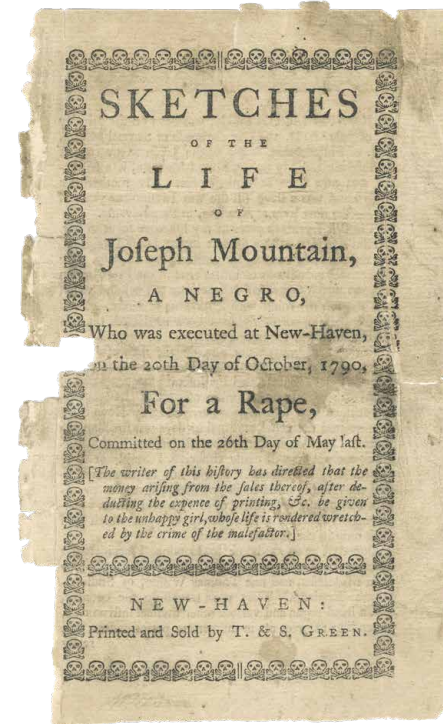 SKETCHES
OF THE
LIFE
OF
Joſeph Mountain,
A NEGRO,
Who was executed at New-Haven,
on the 20th Day of October, 1790,
For a Rape,
Committed on the 26th Day of May laſt.
[The writer of this hiſtory has directed that the
money ariſing from the ſales thereof, after de-
ducting the expence of printing, &c. be given
to the unhappy girl, whoſe life is rendered wretch-
ed by the crime of the malefactor.]
NEW-HAVEN:
Printed and Sold by T. & S. GREEN.